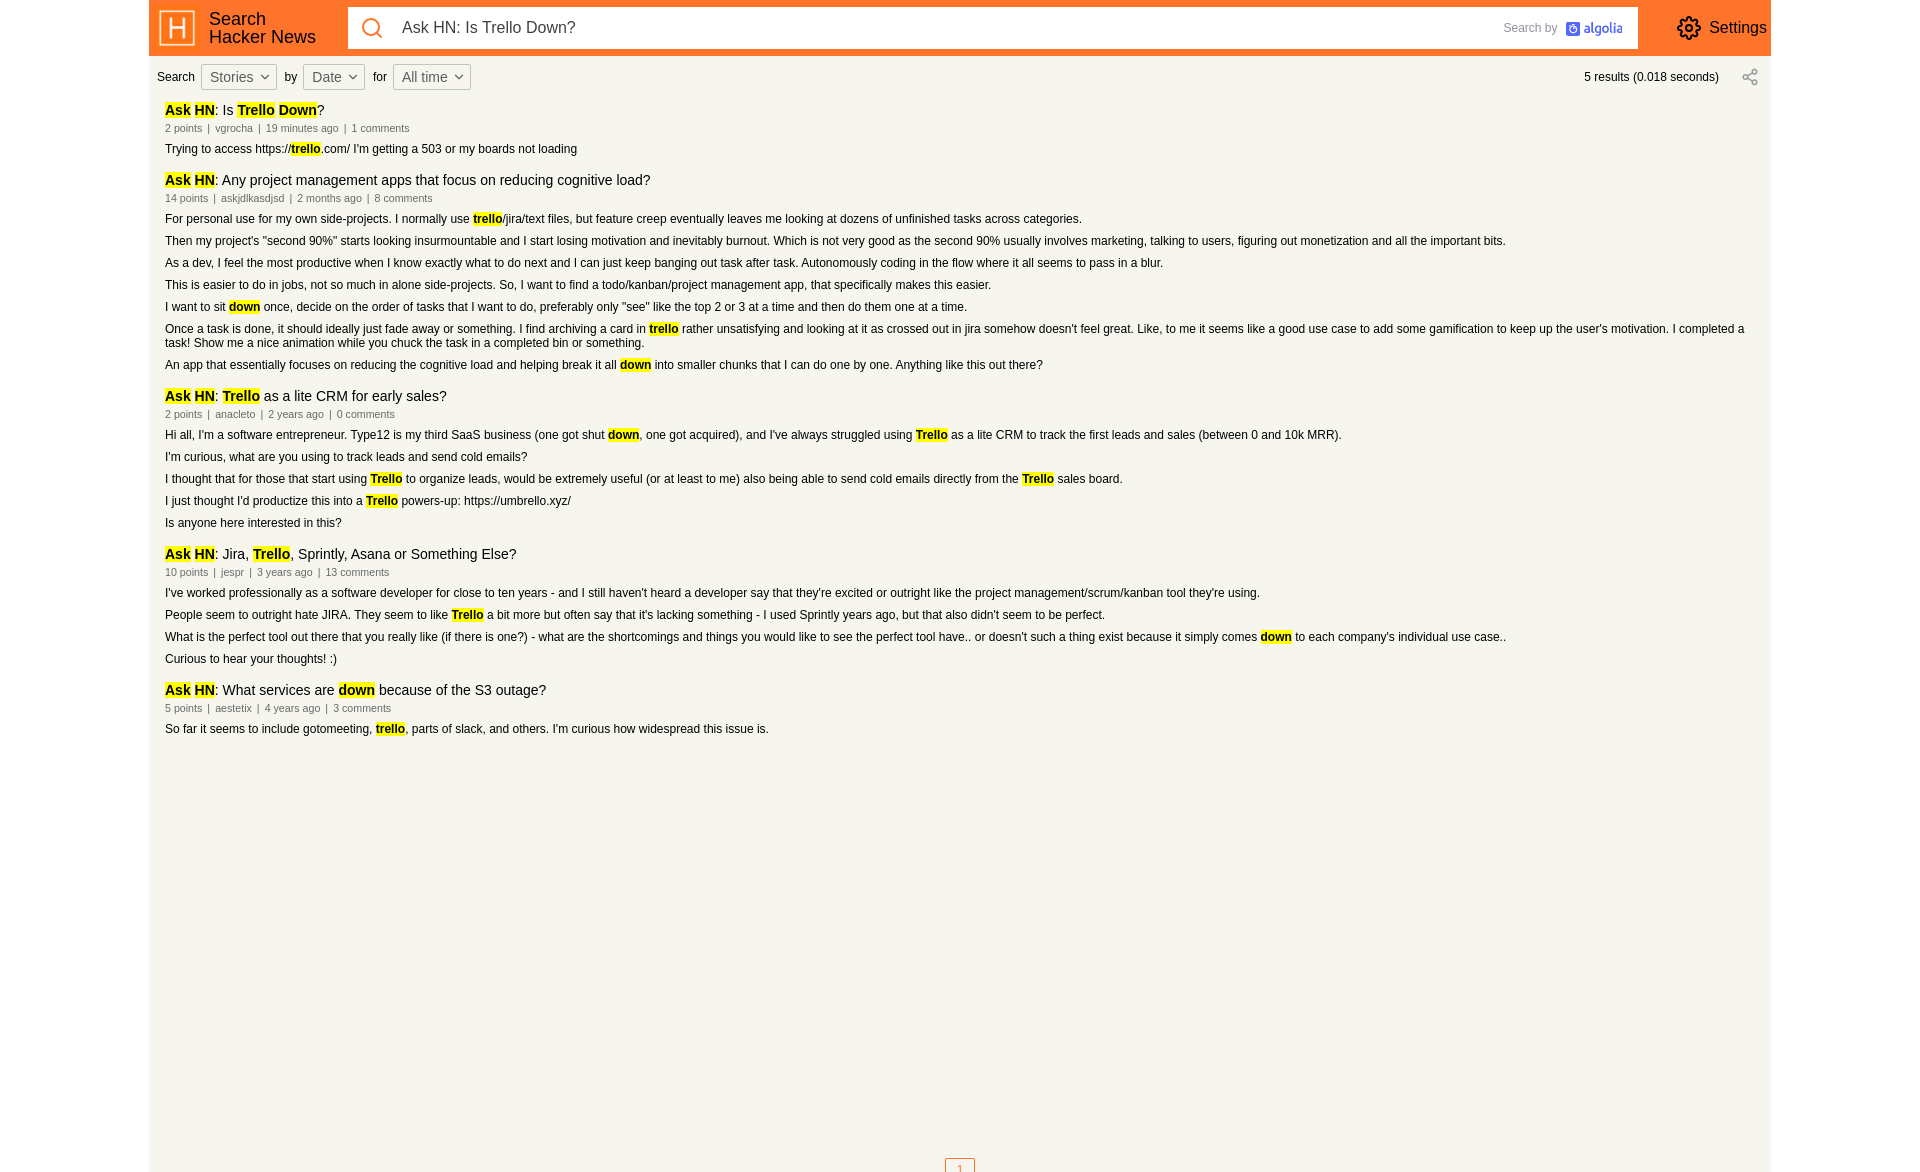 H
Search
Hacker News
Ask HN: Is Trello Down?
Search by algolia
Settings
Search Stories by Date for All time
5 results (0.018 seconds)
Ask HN: Is Trello Down?
2 points | vgrocha | 19 minutes ago | 1 comments
Trying to access https://trello.com/ I'm getting a 503 or my boards not loading
Ask HN: Any project management apps that focus on reducing cognitive load?
14 points | askjdlkasdjsd | 2 months ago | 8 comments
For personal use for my own side-projects. I normally use trello/jira/text files, but feature creep eventually leaves me looking at dozens of unfinished tasks across categories.
Then my project's "second 90%" starts looking insurmountable and I start losing motivation and inevitably burnout. Which is not very good as the second 90% usually involves marketing, talking to users, figuring out monetization and all the important bits.
As a dev, I feel the most productive when I know exactly what to do next and I can just keep banging out task after task. Autonomously coding in the flow where it all seems to pass in a blur.
This is easier to do in jobs, not so much in alone side-projects. So, I want to find a todo/kanban/project management app, that specifically makes this easier.
I want to sit down once, decide on the order of tasks that I want to do, preferably only "see" like the top 2 or 3 at a time and then do them one at a time.
Once a task is done, it should ideally just fade away or something. I find archiving a card in trello rather unsatisfying and looking at it as crossed out in jira somehow doesn't feel great. Like, to me it seems like a good use case to add some gamification to keep up the user's motivation. I completed a
task! Show me a nice animation while you chuck the task in a completed bin or something.
An app that essentially focuses on reducing the cognitive load and helping break it all down into smaller chunks that I can do one by one. Anything like this out there?
Ask HN: Trello as a lite CRM for early sales?
2 points | anacleto | 2 years ago | 0 comments
Hi all, I'm a software entrepreneur. Type12 is my third SaaS business (one got shut down, one got acquired), and I've always struggled using Trello as a lite CRM to track the first leads and sales (between 0 and 10k MRR).
I'm curious, what are you using to track leads and send cold emails?
I thought that for those that start using Trello to organize leads, would be extremely useful (or at least to me) also being able to send cold emails directly from the Trello sales board.
I just thought I'd productize this into a Trello powers-up: https://umbrello.xyz/
Is anyone here interested in this?
Ask HN: Jira, Trello, Sprintly, Asana or Something Else?
10 points | jespr | 3 years ago | 13 comments
I've worked professionally as a software developer for close to ten years - and I still haven't heard a developer say that they're excited or outright like the project management/scrum/kanban tool they're using.
People seem to outright hate JIRA. They seem to like Trello a bit more but often say that it's lacking something - I used Sprintly years ago, but that also didn't seem to be perfect.
What is the perfect tool out there that you really like (if there is one?) - what are the shortcomings and things you would like to see the perfect tool have.. or doesn't such a thing exist because it simply comes down to each company's individual use case..
Curious to hear your thoughts! :)
Ask HN: What services are down because of the S3 outage?
5 points | aestetix | 4 years ago | 3 comments
So far it seems to include gotomeeting, trello, parts of slack, and others. I'm curious how widespread this issue is.
1